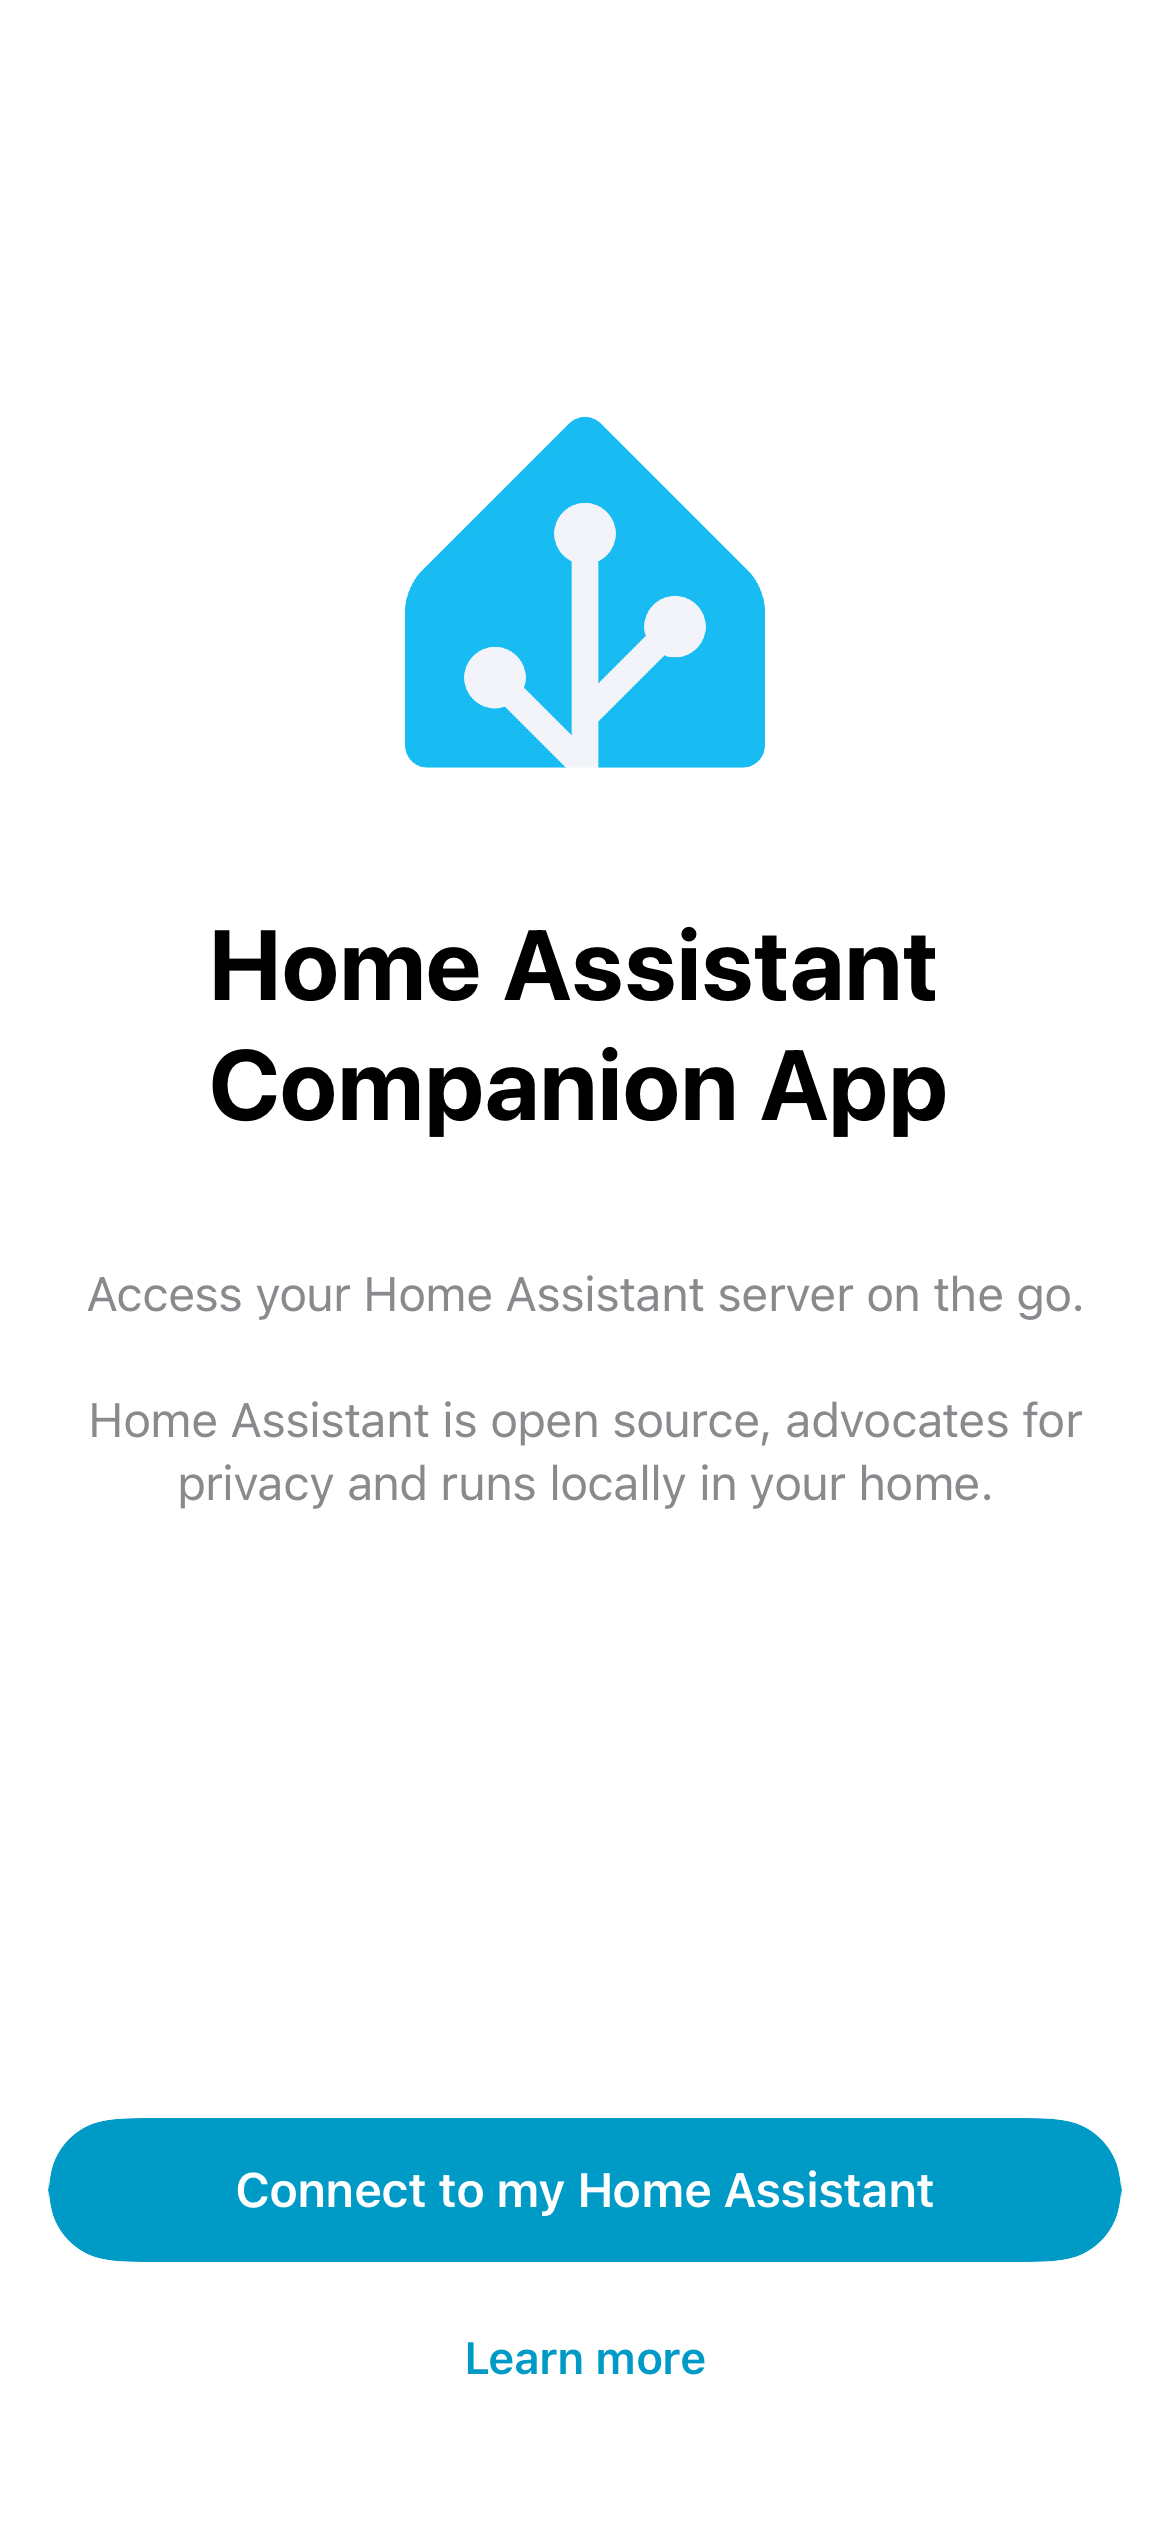 Home Assistant
Companion App
Access your Home Assistant server on the go.
Home Assistant is open source, advocates for
privacy and runs locally in your home.
Connect to my Home Assistant
Learn more